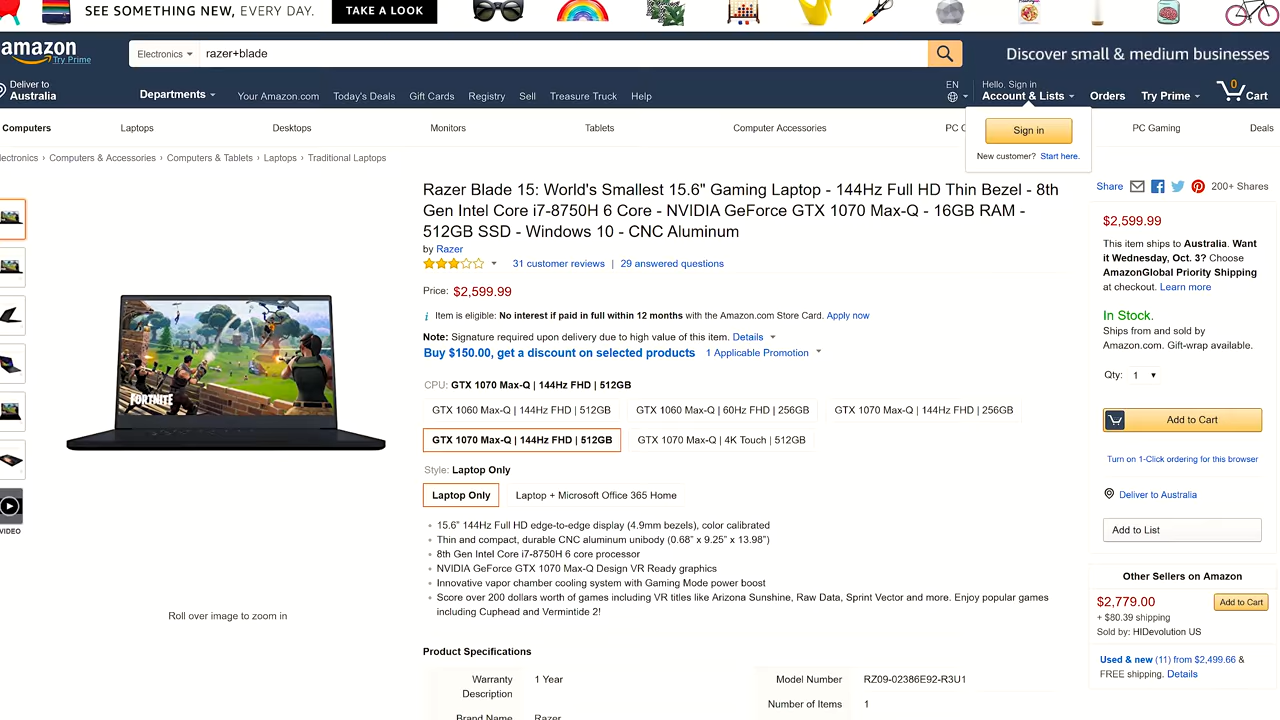 SEE SOMETHING NEW, EVERY DAY. TAKE A LOOK
amazon
Try Prime
Electronics
razer+blade
Discover small & medium businesses
Deliver to
Australia
Departments
Your Amazon.com Today's Deals Gift Cards Registry Sell Treasure Truck Help
EN
Hello. Sign in
Account & Lists
Orders
Try Prime
0
Cart
Computers Laptops Desktops Monitors Tablets Computer Accessories PC PC Gaming Deals
Sign in
New customer? Start here.
lectronics › Computers & Accessories › Computers & Tablets › Laptops › Traditional Laptops
Razer Blade 15: World's Smallest 15.6" Gaming Laptop - 144Hz Full HD Thin Bezel - 8th
Gen Intel Core i7-8750H 6 Core - NVIDIA GeForce GTX 1070 Max-Q - 16GB RAM -
512GB SSD - Windows 10 - CNC Aluminum
by Razer
31 customer reviews | 29 answered questions
Price: $2,599.99
Item is eligible: No interest if paid in full within 12 months with the Amazon.com Store Card. Apply now
Note: Signature required upon delivery due to high value of this item. Details
Buy $150.00, get a discount on selected products 1 Applicable Promotion
CPU: GTX 1070 Max-Q | 144Hz FHD | 512GB
GTX 1060 Max-Q | 144Hz FHD | 512GB GTX 1060 Max-Q | 60Hz FHD | 256GB GTX 1070 Max-Q | 144Hz FHD | 256GB
GTX 1070 Max-Q | 144Hz FHD | 512GB GTX 1070 Max-Q | 4K Touch | 512GB
Style: Laptop Only
Laptop Only Laptop + Microsoft Office 365 Home
15.6" 144Hz Full HD edge-to-edge display (4.9mm bezels), color calibrated
Thin and compact, durable CNC aluminum unibody (0.68" x 9.25" x 13.98")
8th Gen Intel Core i7-8750H 6 core processor
NVIDIA GeForce GTX 1070 Max-Q Design VR Ready graphics
Innovative vapor chamber cooling system with Gaming Mode power boost
Score over 200 dollars worth of games including VR titles like Arizona Sunshine, Raw Data, Sprint Vector and more. Enjoy popular games
including Cuphead and Vermintide 2!
FORTNITE
VIDEO
Roll over image to zoom in
Product Specifications
Warranty
Description
1 Year
Brand Name Razer
Model Number RZ09-02386E92-R3U1
Number of Items 1
Share 200+ Shares
$2,599.99
This item ships to Australia. Want
it Wednesday, Oct. 3? Choose
AmazonGlobal Priority Shipping
at checkout. Learn more
In Stock.
Ships from and sold by
Amazon.com. Gift-wrap available.
Qty: 1
Add to Cart
Turn on 1-Click ordering for this browser
Deliver to Australia
Add to List
Other Sellers on Amazon
$2,779.00 Add to Cart
+ $80.39 shipping
Sold by: HIDevolution US
Used & new (11) from $2,499.66 &
FREE shipping. Details